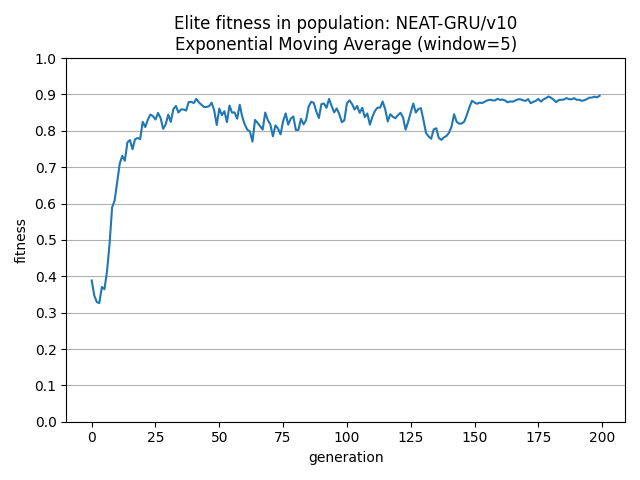 Elite fitness in population: NEAT-GRU/v10
Exponential Moving Average (window=5)
1.0
0.9
0.8
0.7
0.6
0.5
0.4
0.3
0.2
0.1
0.0
fitness
0 25 50 75 100 125 150 175 200
generation